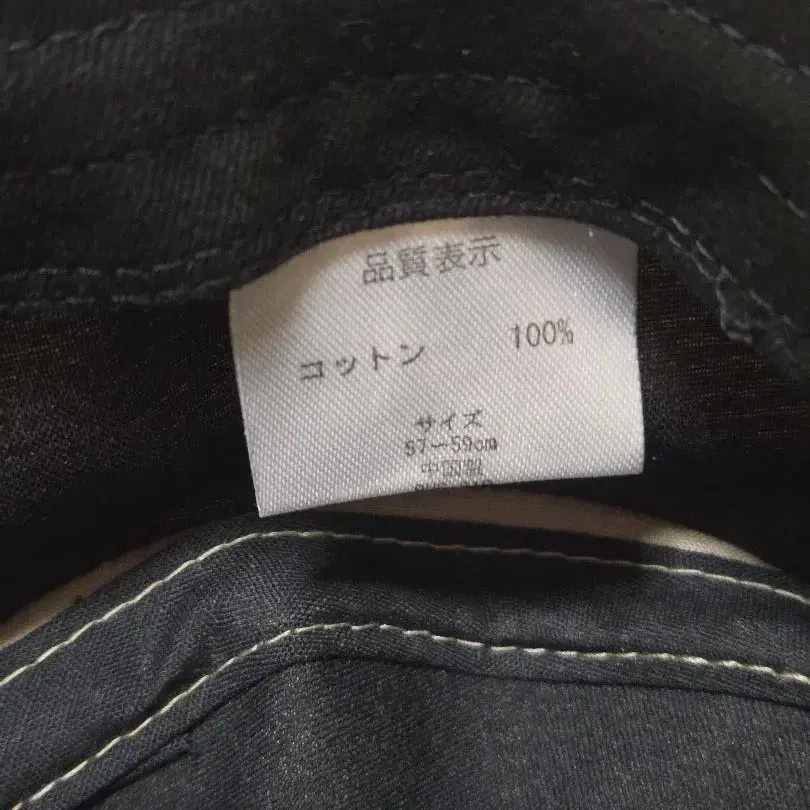 品質表示
コットン 100%
サイズ
57～59cm
中国製